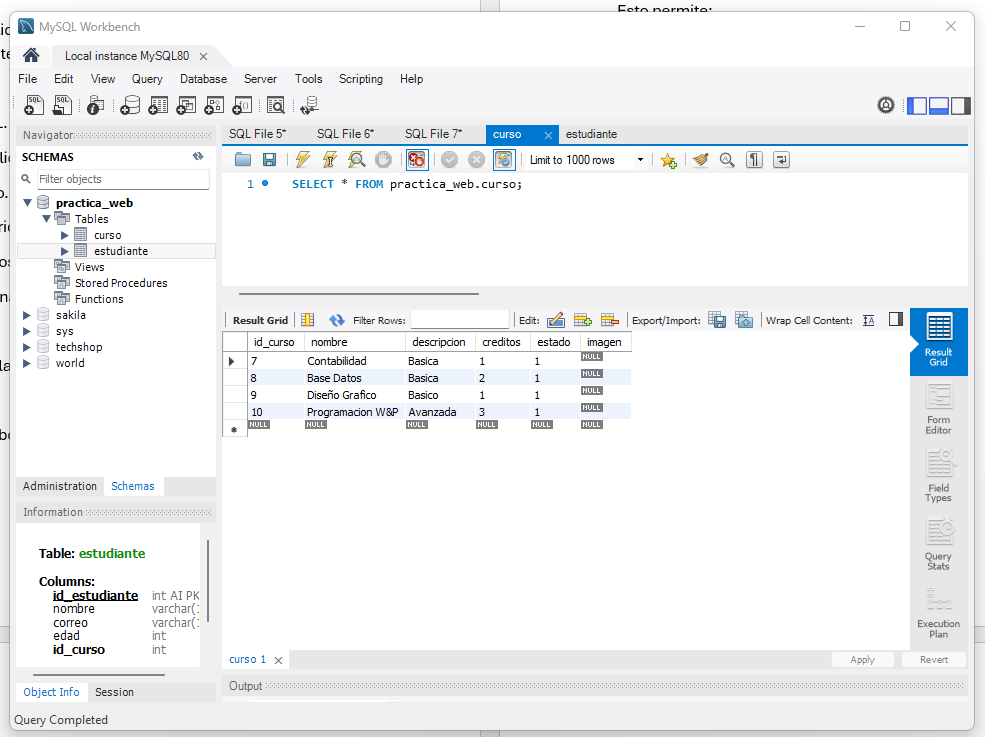 Esto permite:
MySQL Workbench
Local instance MySQL80
File Edit View Query Database Server Tools Scripting Help
Navigator
SCHEMAS
Filter objects
practica_web
Tables
curso
estudiante
Views
Stored Procedures
Functions
sakila
sys
techshop
world
Administration Schemas
Information
Table: estudiante
Columns:
id_estudiante int AI PK
nombre varchar(
correo varchar(
edad int
id_curso int
Object Info Session
SQL File 5* SQL File 6* SQL File 7* curso estudiante
Limit to 1000 rows
1 SELECT * FROM practica_web.curso;
Result Grid Filter Rows: Edit: Export/Import: Wrap Cell Content:
id_curso nombre descripcion creditos estado imagen
7 Contabilidad Basica 1 1 NULL
8 Base Datos Basica 2 1 NULL
9 Diseño Grafico Basico 1 1 NULL
10 Programacion W&P Avanzada 3 1 NULL
NULL NULL NULL NULL NULL NULL
Result
Grid
Form
Editor
Field
Types
Query
Stats
Execution
Plan
curso 1
Apply Revert
Output
Query Completed